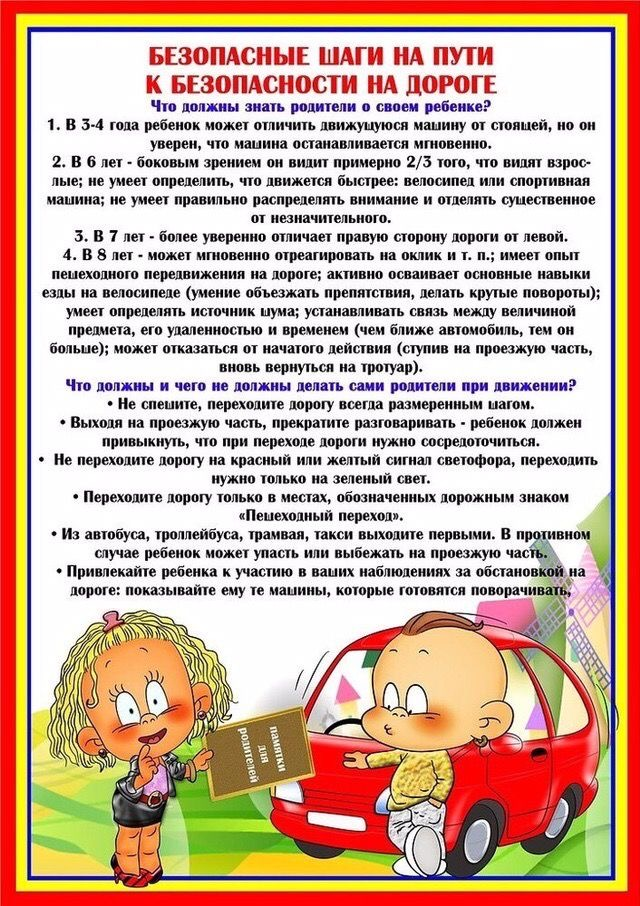 БЕЗОПАСНЫЕ ШАГИ НА ПУТИ
К БЕЗОПАСНОСТИ НА ДОРОГЕ
Что должны знать родители о своем ребенке?
1. В 3-4 года ребенок может отличить движущуюся машину от стоящей, но он
уверен, что машина останавливается мгновенно.
2. В 6 лет - боковым зрением он видит примерно 2/3 того, что видят взрос-
лые; не умеет определить, что движется быстрее: велосипед или спортивная
машина; не умеет правильно распределять внимание и отделять существенное
от незначительного.
3. В 7 лет - более уверенно отличает правую сторону дороги от левой.
4. В 8 лет - может мгновенно отреагировать на оклик и т. п.; имеет опыт
пешеходного передвижения на дороге; активно осваивает основные навыки
езды на велосипеде (умение объезжать препятствия, делать крутые повороты);
умеет определять источник шума; устанавливать связь между величиной
предмета, его удаленностью и временем (чем ближе автомобиль, тем он
больше); может отказаться от начатого действия (ступив на проезжую часть,
вновь вернуться на тротуар).
Что должны и чего не должны делать сами родители при движении?
• Не спешите, переходите дорогу всегда размеренным шагом.
• Выходя на проезжую часть, прекратите разговаривать - ребенок должен
привыкнуть, что при переходе дороги нужно сосредоточиться.
• Не переходите дорогу на красный или желтый сигнал светофора, переходить
нужно только на зеленый свет.
• Переходите дорогу только в местах, обозначенных дорожным знаком
«Пешеходный переход».
• Из автобуса, троллейбуса, трамвая, такси выходите первыми. В противном
случае ребенок может упасть или выбежать на проезжую часть.
• Привлекайте ребенка к участию в ваших наблюдениях за обстановкой на
дороге: показывайте ему те машины, которые готовятся поворачивать,
памятки
для
родителей